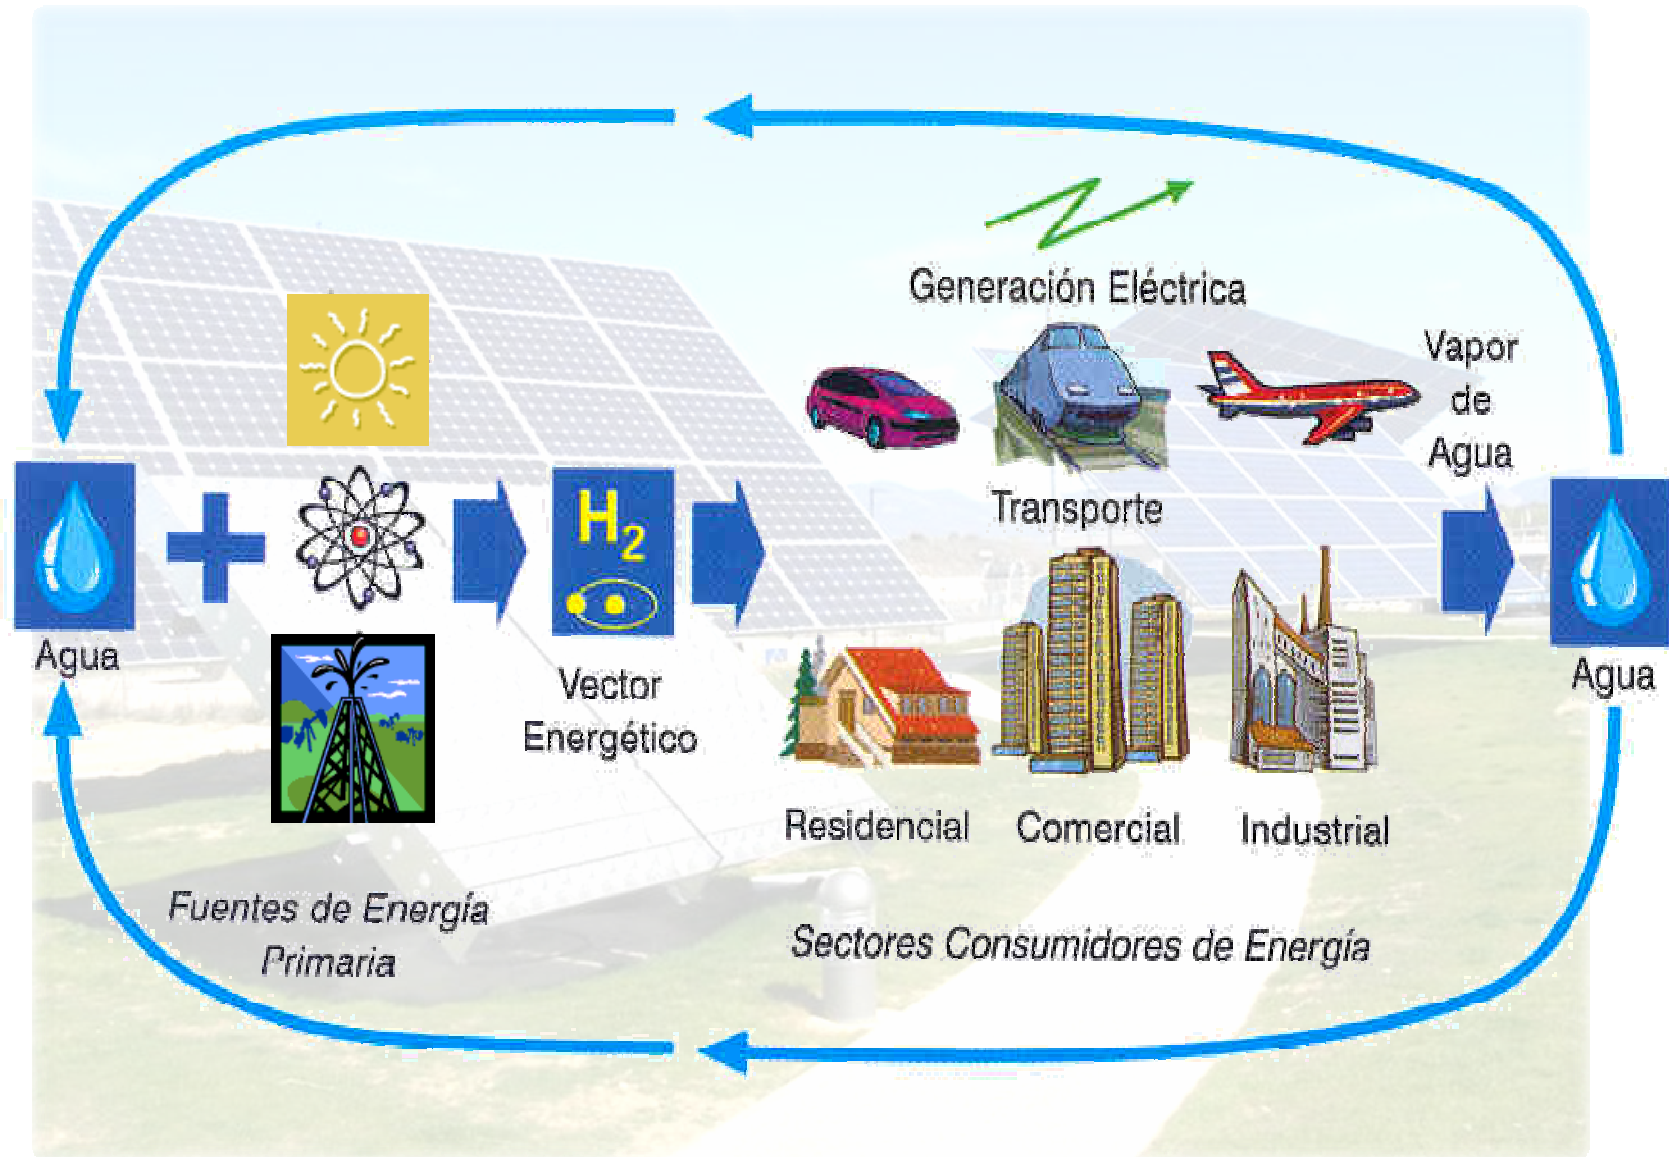 Generación Eléctrica
Vapor
de
Agua
Transporte
H2
Agua
Agua
Vector
Energético
Residencial
Comercial
Industrial
Fuentes de Energía
Primaria
Sectores Consumidores de Energía